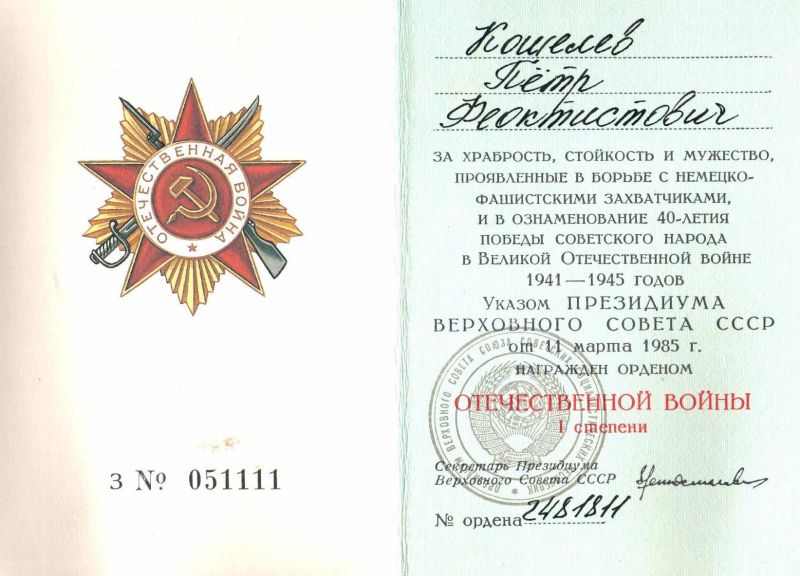 ОТЕЧЕСТВЕННАЯ ВОЙНА
З № 051111
Кошелев
Пётр
Феоктистович
ЗА ХРАБРОСТЬ, СТОЙКОСТЬ И МУЖЕСТВО,
ПРОЯВЛЕННЫЕ В БОРЬБЕ С НЕМЕЦКО-
ФАШИСТСКИМИ ЗАХВАТЧИКАМИ,
И В ОЗНАМЕНОВАНИЕ 40-ЛЕТИЯ
ПОБЕДЫ СОВЕТСКОГО НАРОДА
В ВЕЛИКОЙ ОТЕЧЕСТВЕННОЙ ВОЙНЕ
1941—1945 ГОДОВ
УКАЗОМ ПРЕЗИДИУМА
ВЕРХОВНОГО СОВЕТА СССР
от 11 марта 1985 г.
НАГРАЖДЕН ОРДЕНОМ
ОТЕЧЕСТВЕННОЙ ВОЙНЫ
I степени
Секретарь Президиума
Верховного Совета СССР
№ ордена 2481811